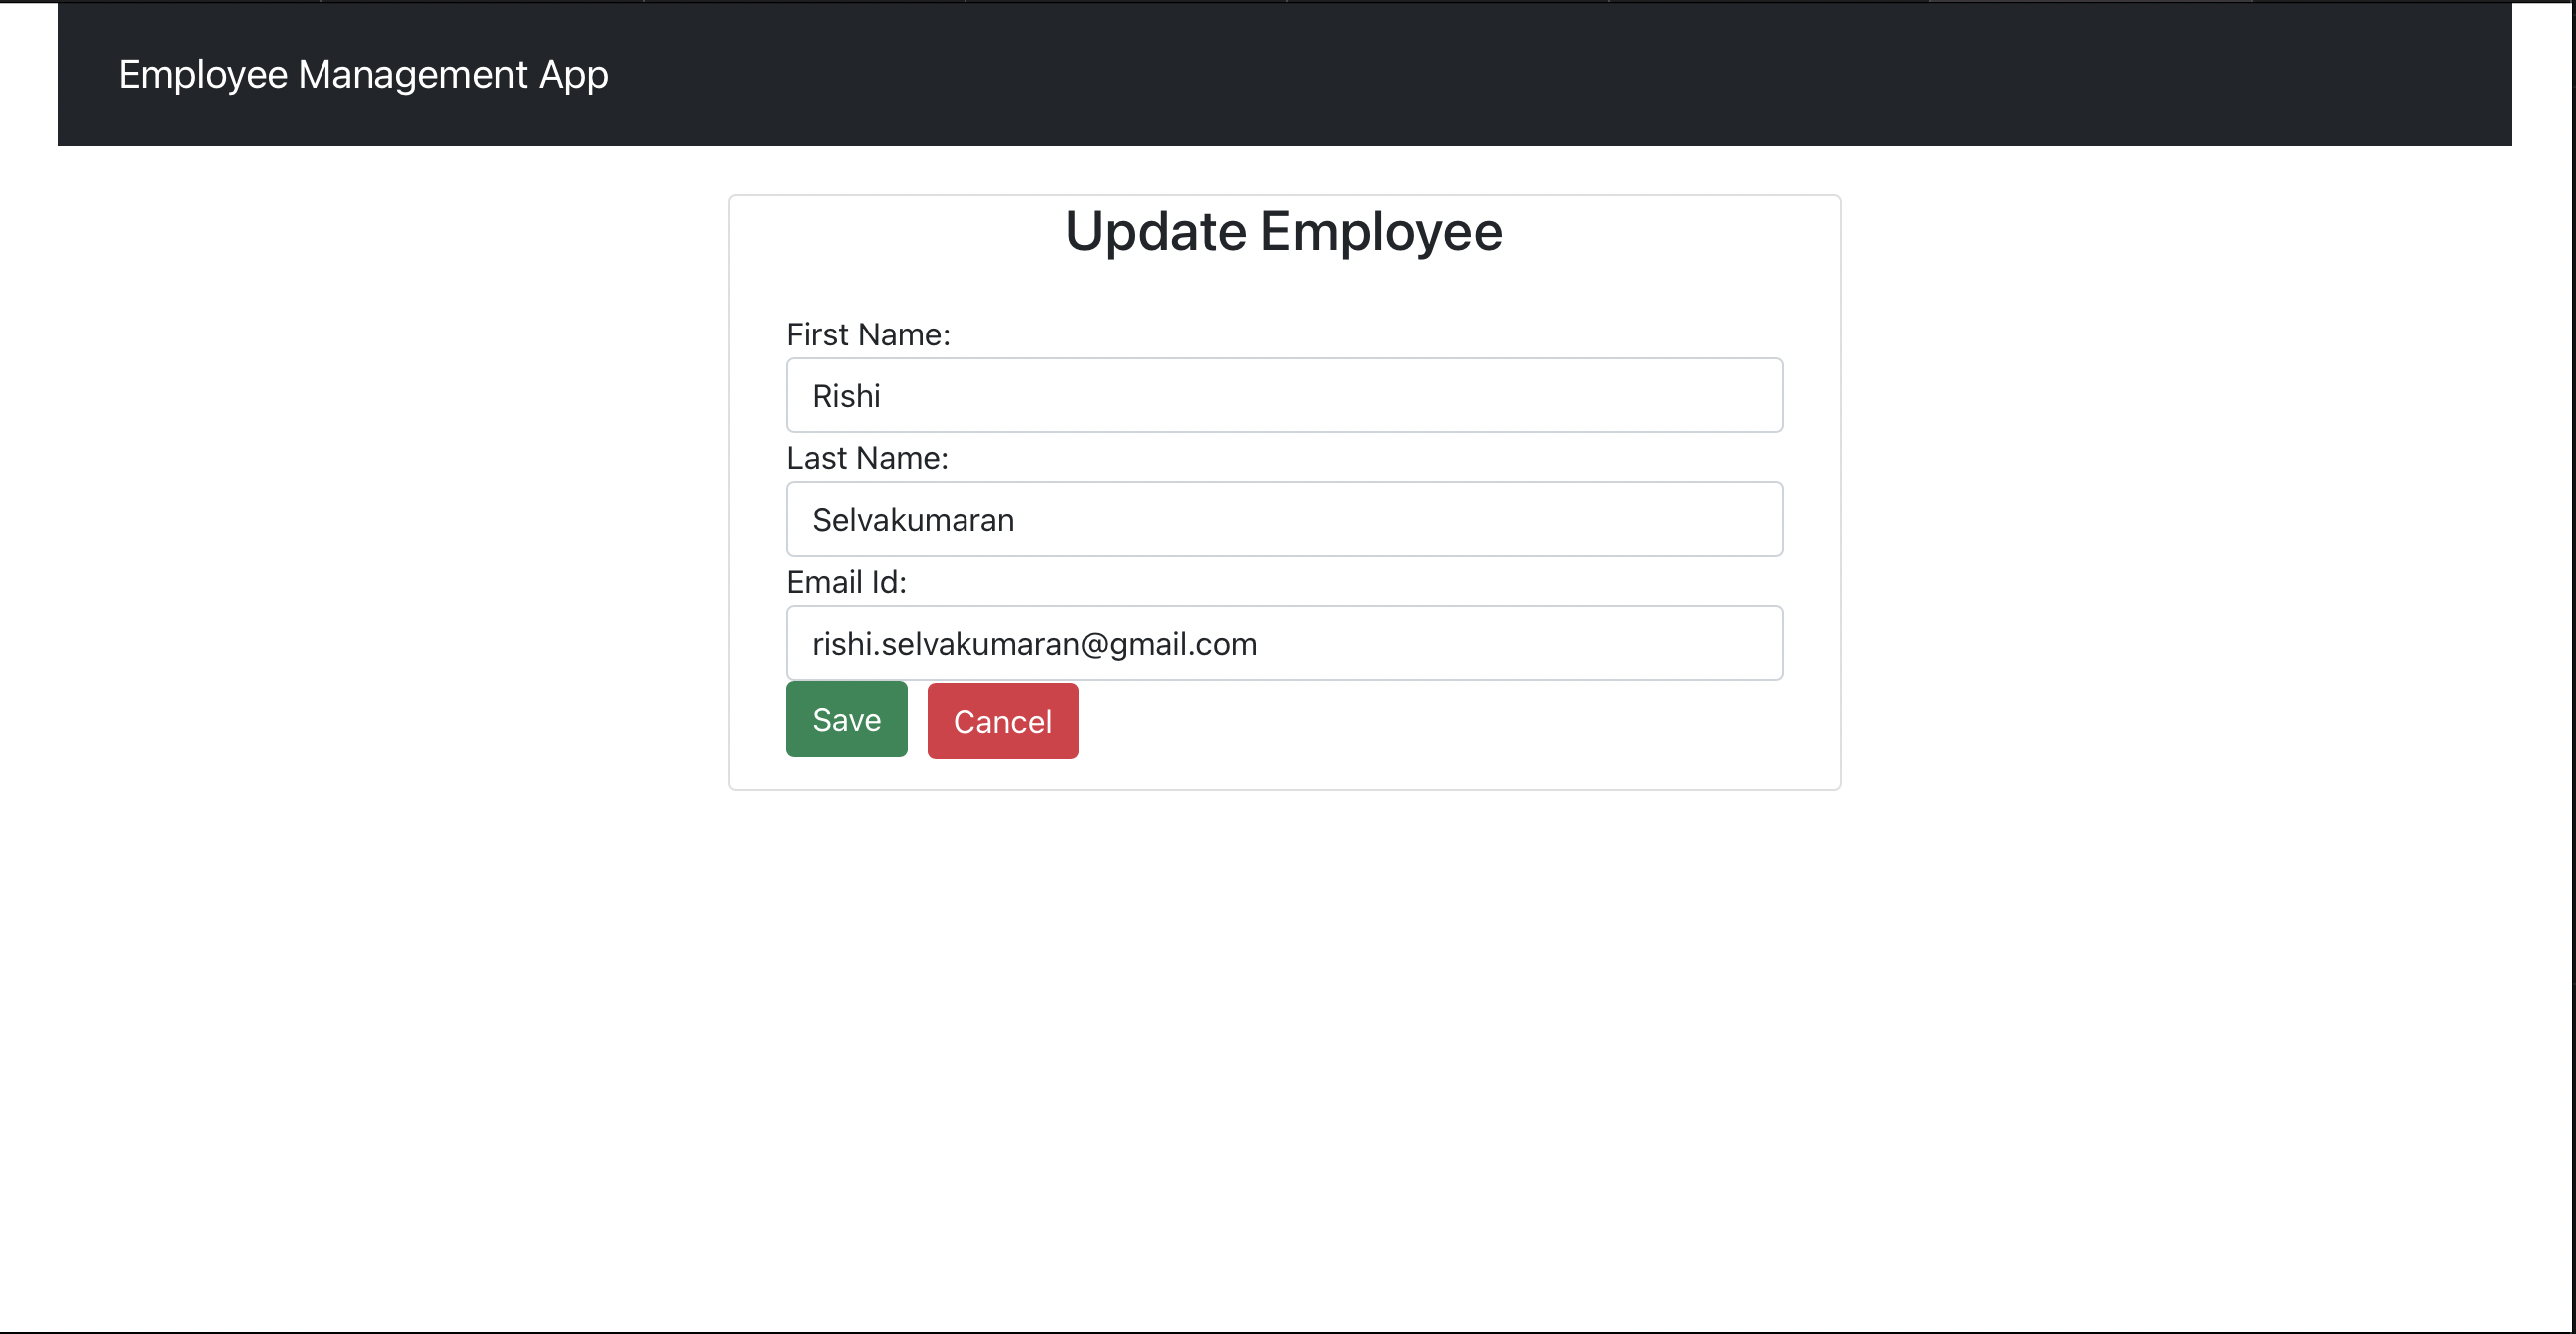 Employee Management App
Update Employee
First Name:
Rishi
Last Name:
Selvakumaran
Email Id:
rishi.selvakumaran@gmail.com
Save Cancel